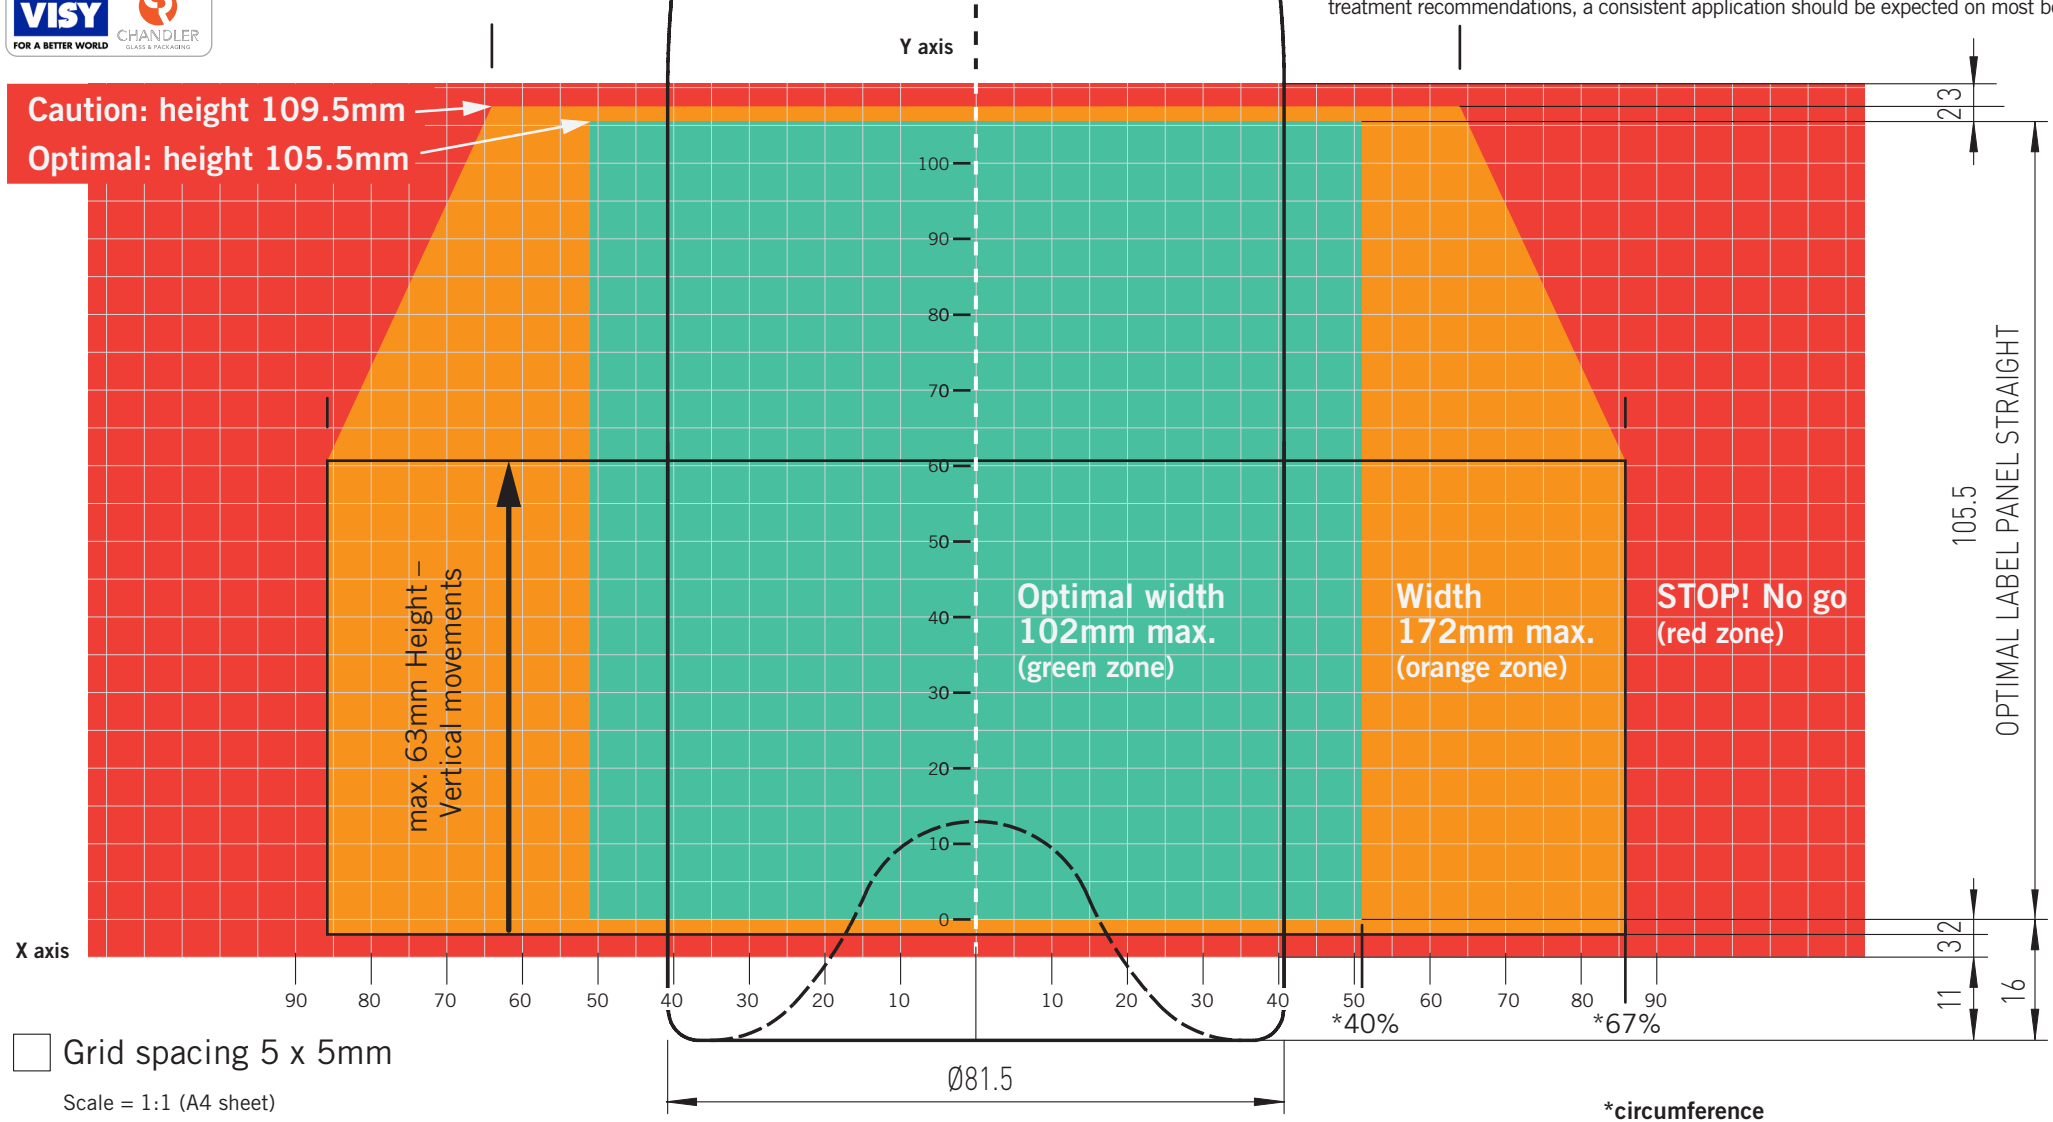 VISY
FOR A BETTER WORLD
CHANDLER
GLASS & PACKAGING
treatment recommendations, a consistent application should be expected on most
Y axis
Caution: height 109.5mm
Optimal: height 105.5mm
3
2
100
90
80
70
60
50
40
30
20
10
0
max. 63mm Height –
Vertical movements
Optimal width
102mm max.
(green zone)
Width
172mm max.
(orange zone)
STOP! No go
(red zone)
105.5
OPTIMAL LABEL PANEL STRAIGHT
2
3
11
16
X axis
90 80 70 60 50 40 30 20 10 10 20 30 40 50 60 70 80 90
*40% *67%
Grid spacing 5 x 5mm
Scale = 1:1 (A4 sheet)
Ø81.5
*circumference